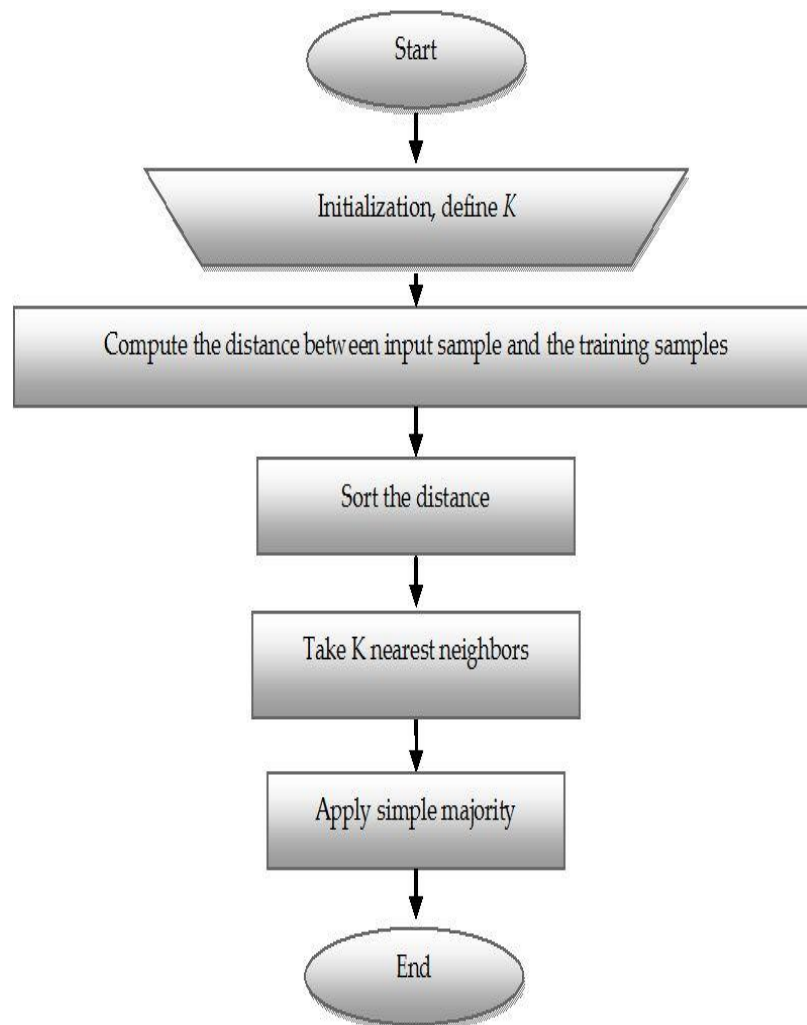 Start
Initialization, define K
Compute the distance between input sample and the training samples
Sort the distance
Take K nearest neighbors
Apply simple majority
End